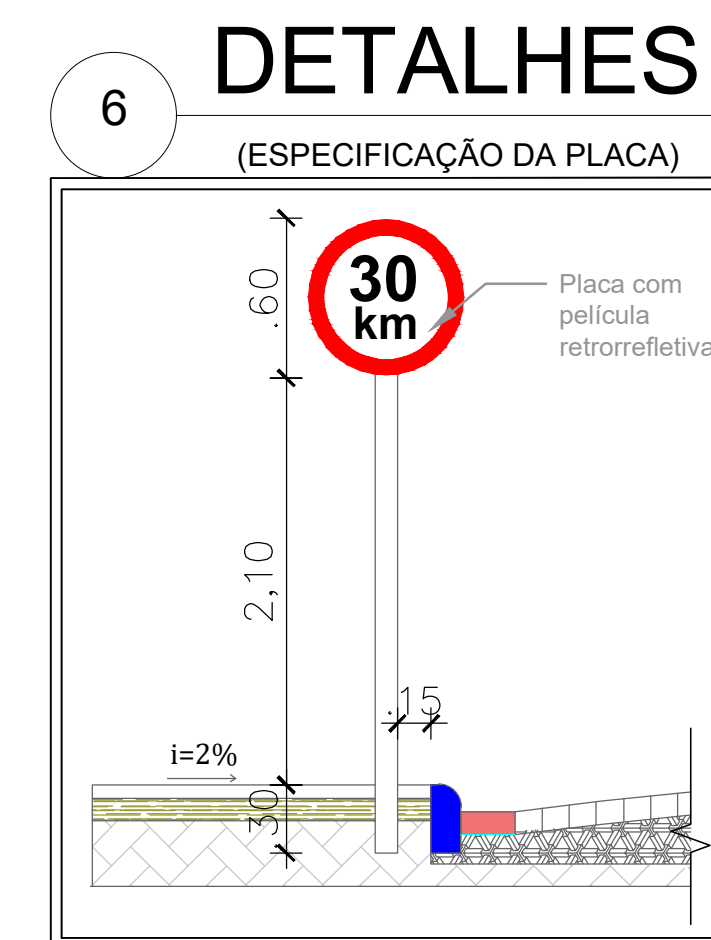 DETALHES
6
(ESPECIFICAÇÃO DA PLACA)
.60
30
km
Placa com
película
retrorrefletiva
2,10
.15
i=2%
.30